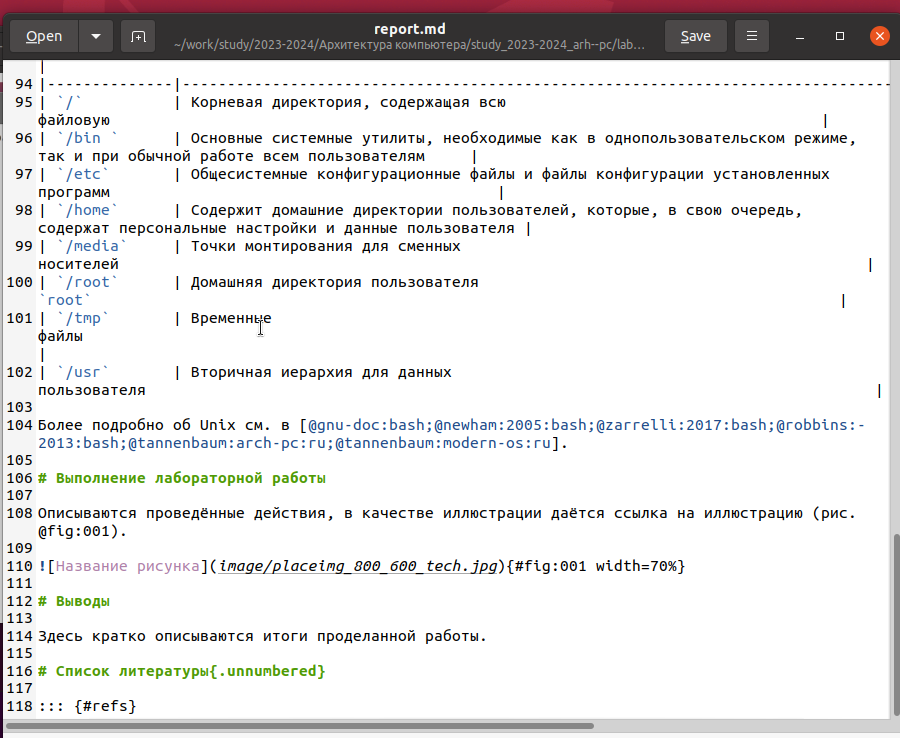 Open
report.md
~/work/study/2023-2024/Архитектура компьютера/study_2023-2024_arh--pc/lab...
Save
|
94 |--------------|-------------------------------------------------------------------------------
95 | `/`          | Корневая директория, содержащая всю
файловую                                                                               |
96 | `/bin `      | Основные системные утилиты, необходимые как в однопользовательском режиме,
так и при обычной работе всем пользователям     |
97 | `/etc`       | Общесистемные конфигурационные файлы и файлы конфигурации установленных
программ                                           |
98 | `/home`      | Содержит домашние директории пользователей, которые, в свою очередь,
содержат персональные настройки и данные пользователя |
99 | `/media`     | Точки монтирования для сменных
носителей                                                                                   |
100 | `/root`      | Домашняя директория пользователя
`root`                                                                                   |
101 | `/tmp`       | Временные
файлы
|
102 | `/usr`       | Вторичная иерархия для данных
пользователя                                                                                 |
103
104 Более подробно об Unix см. в [@gnu-doc:bash;@newham:2005:bash;@zarrelli:2017:bash;@robbins:-
2013:bash;@tannenbaum:arch-pc:ru;@tannenbaum:modern-os:ru].
105
106 # Выполнение лабораторной работы
107
108 Описываются проведённые действия, в качестве иллюстрации даётся ссылка на иллюстрацию (рис.
@fig:001).
109
110 ![Название рисунка](image/placeimg_800_600_tech.jpg){#fig:001 width=70%}
111
112 # Выводы
113
114 Здесь кратко описываются итоги проделанной работы.
115
116 # Список литературы{.unnumbered}
117
118 ::: {#refs}